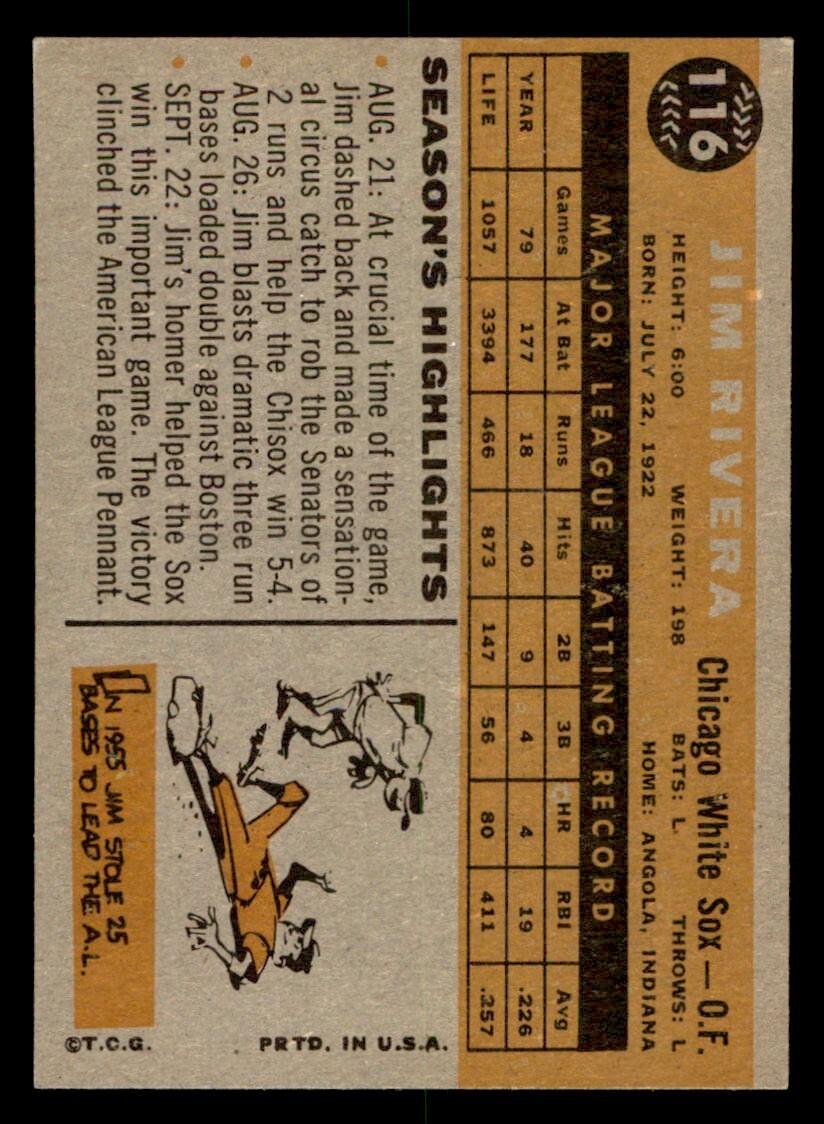 116
JIM RIVERA Chicago White Sox—O.F.
HEIGHT: 6:00 WEIGHT: 198 BATS: L THROWS: L
BORN: JULY 22, 1922 HOME: ANGOLA, INDIANA
MAJOR LEAGUE BATTING RECORD
Games At Bat Runs Hits 2B 3B HR RBI Avg
YEAR 79 177 18 40 9 4 4 19 .226
LIFE 1057 3394 466 873 147 56 80 411 .257
SEASON'S HIGHLIGHTS
• AUG. 21: At crucial time of the game,
Jim dashed back and made a sensation-
al circus catch to rob the Senators of
2 runs and help the Chisox win 5-4.
• AUG. 26: Jim blasts dramatic three run
bases loaded double against Boston.
• SEPT. 22: Jim's homer helped the Sox
win this important game. The victory
clinched the American League Pennant.
IN 1955 JIM STOLE 25
BASES TO LEAD THE A.L.
©T.C.G. PRTD. IN U.S.A.